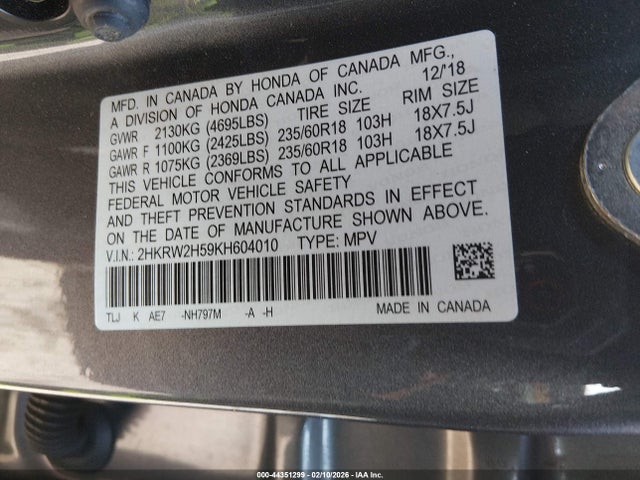 MFD. IN CANADA BY HONDA OF CANADA MFG.,
A DIVISION OF HONDA CANADA INC. 12/'18
GVWR 2130KG (4695LBS) TIRE SIZE RIM SIZE
GAWR F 1100KG (2425LBS) 235/60R18 103H 18X7.5J
GAWR R 1075KG (2369LBS) 235/60R18 103H 18X7.5J
THIS VEHICLE CONFORMS TO ALL APPLICABLE
FEDERAL MOTOR VEHICLE SAFETY
AND THEFT PREVENTION STANDARDS IN EFFECT
ON THE DATE OF MANUFACTURE SHOWN ABOVE.
V.I.N.: 2HKRW2H59KH604010 TYPE: MPV
TLJ K AE7 -NH797M -A -H MADE IN CANADA
000-44351299 - 02/10/2026 - IAA Inc.